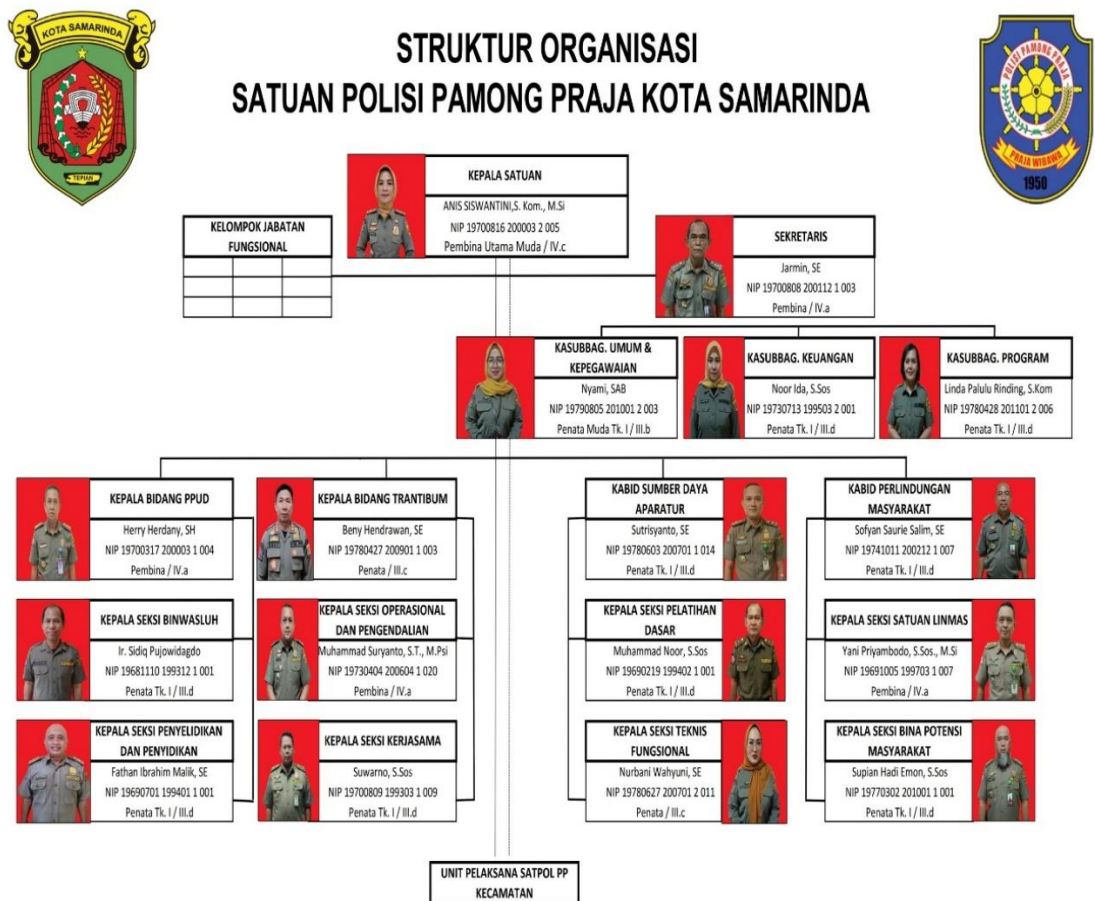 KOTA SAMARINDA
TEPIAN
STRUKTUR ORGANISASI
SATUAN POLISI PAMONG PRAJA KOTA SAMARINDA
POLISI PAMONG PRAJA
PRAJA WIBAWA
1950
KEPALA SATUAN
ANIS SISWANTINI,S. Kom., M.Si
NIP 19700816 200003 2 005
Pembina Utama Muda / IV.c
KELOMPOK JABATAN
FUNGSIONAL
SEKRETARIS
Jarmin, SE
NIP 19700808 200112 1 003
Pembina / IV.a
KASUBBAG. UMUM &
KEPEGAWAIAN
Nyami, SAB
NIP 19790805 201001 2 003
Penata Muda Tk. I / III.b
KASUBBAG. KEUANGAN
Noor Ida, S.Sos
NIP 19730713 199503 2 001
Penata Tk. I / III.d
KASUBBAG. PROGRAM
Linda Palulu Rinding, S.Kom
NIP 19780428 201101 2 006
Penata Tk. I / III.d
KEPALA BIDANG PPUD
Herry Herdany, SH
NIP 19700317 200003 1 004
Pembina / IV.a
KEPALA BIDANG TRANTIBUM
Beny Hendrawan, SE
NIP 19780427 200901 1 003
Penata / III.c
KABID SUMBER DAYA
APARATUR
Sutrisyanto, SE
NIP 19780603 200701 1 014
Penata Tk. I / III.d
KABID PERLINDUNGAN
MASYARAKAT
Sofyan Saurie Salim, SE
NIP 19741011 200212 1 007
Penata Tk. I / III.d
KEPALA SEKSI BINWASLUH
Ir. Sidiq Pujowidagdo
NIP 19681110 199312 1 001
Penata Tk. I / III.d
KEPALA SEKSI OPERASIONAL
DAN PENGENDALIAN
Muhammad Suryanto, S.T., M.Psi
NIP 19730404 200604 1 020
Pembina / IV.a
KEPALA SEKSI PELATIHAN
DASAR
Muhammad Noor, S.Sos
NIP 19690219 199402 1 001
Penata Tk. I / III.d
KEPALA SEKSI SATUAN LINMAS
Yani Priyambodo, S.Sos., M.Si
NIP 19691005 199703 1 007
Pembina / IV.a
KEPALA SEKSI PENYELIDIKAN
DAN PENYIDIKAN
Fathan Ibrahim Malik, SE
NIP 19690701 199401 1 001
Penata Tk. I / III.d
KEPALA SEKSI KERJASAMA
Suwarno, S.Sos
NIP 19700809 199303 1 009
Penata Tk. I / III.d
KEPALA SEKSI TEKNIS
FUNGSIONAL
Nurbani Wahyuni, SE
NIP 19780627 200701 2 011
Penata / III.c
KEPALA SEKSI BINA POTENSI
MASYARAKAT
Supian Hadi Emon, S.Sos
NIP 19770302 201001 1 001
Penata Tk. I / III.d
UNIT PELAKSANA SATPOL PP
KECAMATAN